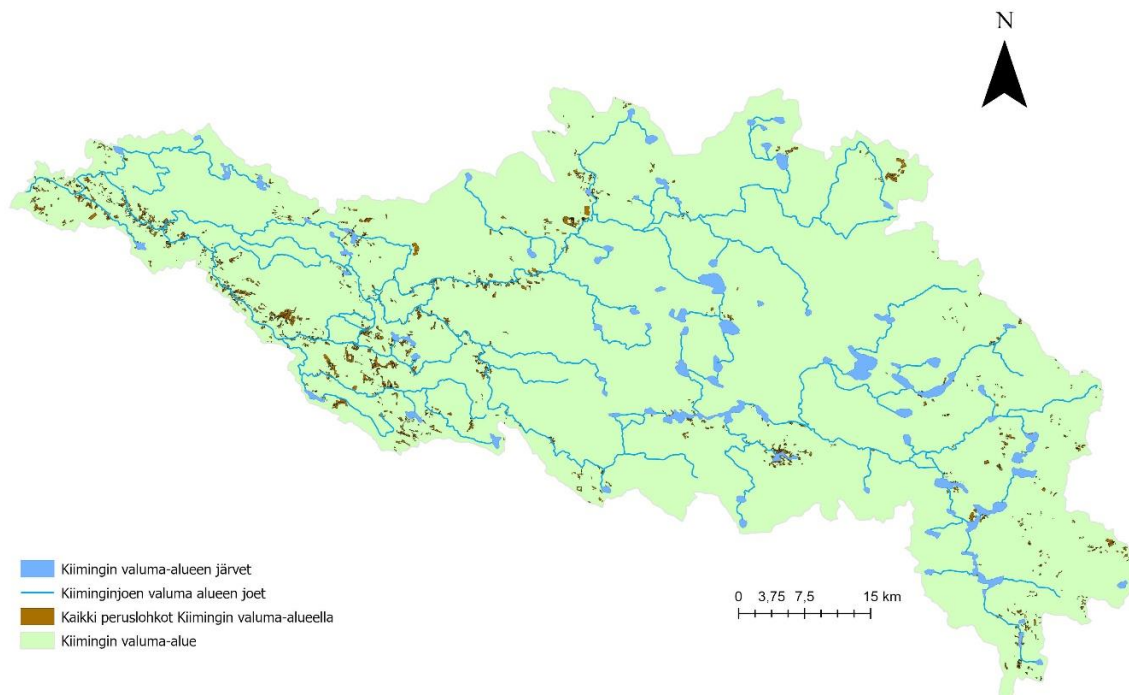 N
Kiimingin valuma-alueen järvet
Kiiminginjoen valuma alueen joet
Kaikki peruslohkot Kiimingin valuma-alueella
Kiimingin valuma-alue
0 3,75 7,5 15 km